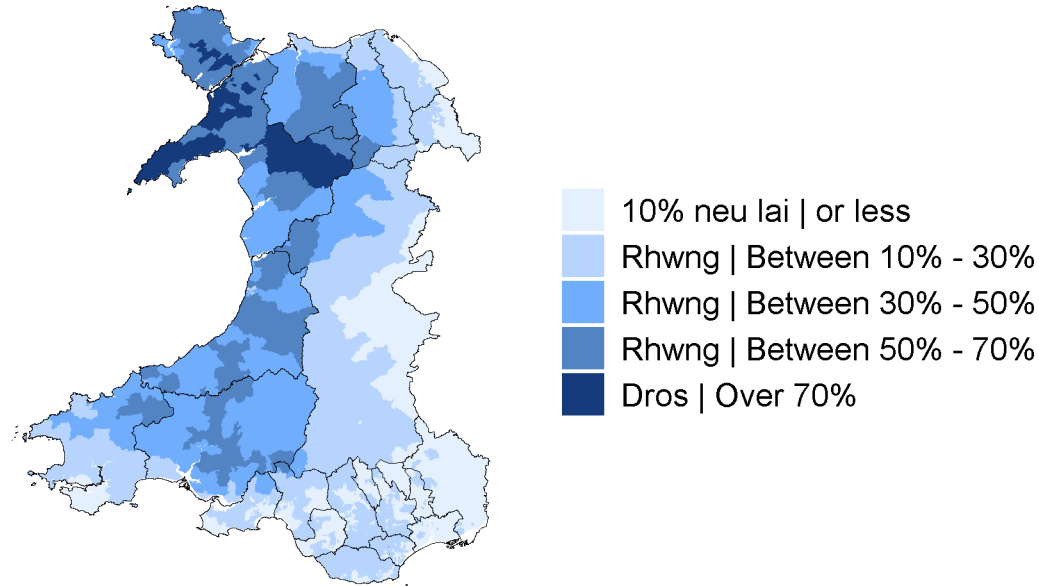 10% neu lai | or less
Rhwng | Between 10% - 30%
Rhwng | Between 30% - 50%
Rhwng | Between 50% - 70%
Dros | Over 70%